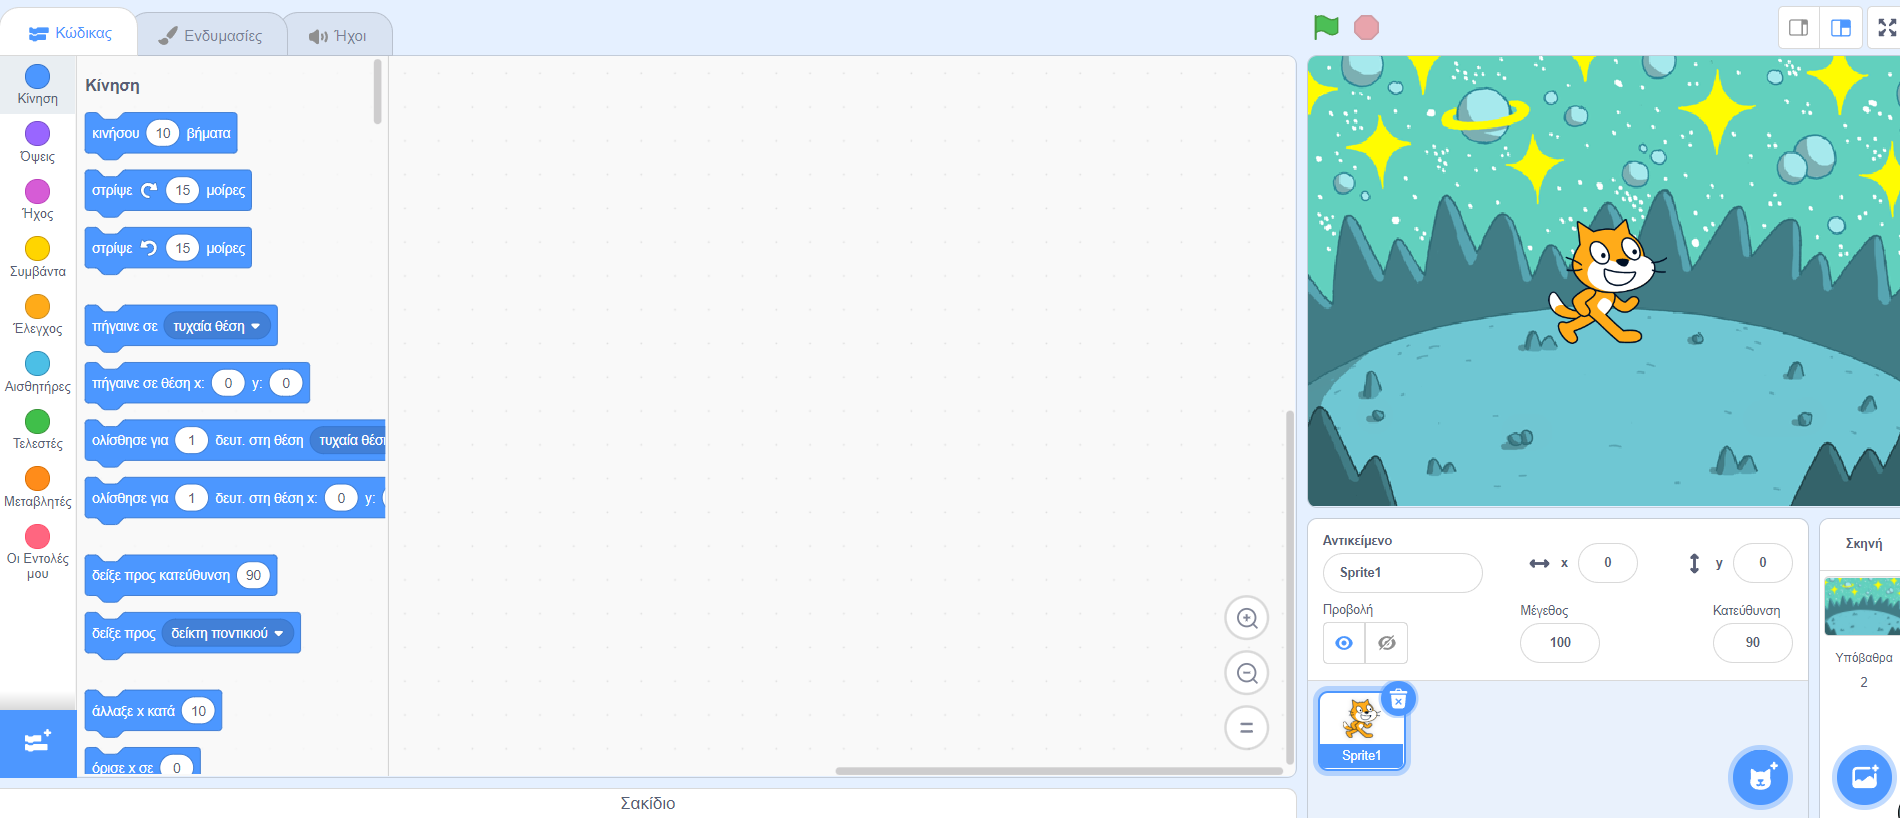 Κώδικας
Ενδυμασίες
Ήχοι
Κίνηση
Όψεις
Ήχος
Συμβάντα
Έλεγχος
Αισθητήρες
Τελεστές
Μεταβλητές
Οι Εντολές
μου
Κίνηση
κινήσου 10 βήματα
στρίψε 15 μοίρες
στρίψε 15 μοίρες
πήγαινε σε τυχαία θέση
πήγαινε σε θέση x: 0 y: 0
ολίσθησε για 1 δευτ. στη θέση τυχαία θέση
ολίσθησε για 1 δευτ. στη θέση x: 0 y:
δείξε προς κατεύθυνση 90
δείξε προς δείκτη ποντικιού
άλλαξε x κατά 10
όρισε x σε 0
Σακίδιο
Αντικείμενο
Sprite1
x 0
y 0
Προβολή
Μέγεθος
100
Κατεύθυνση
90
Sprite1
Σκηνή
Υπόβαθρα
2